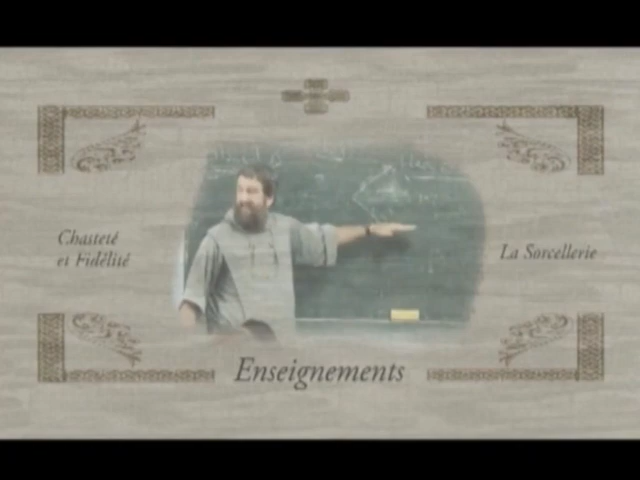 Chasteté
et Fidélité
La Sorcellerie
Enseignements